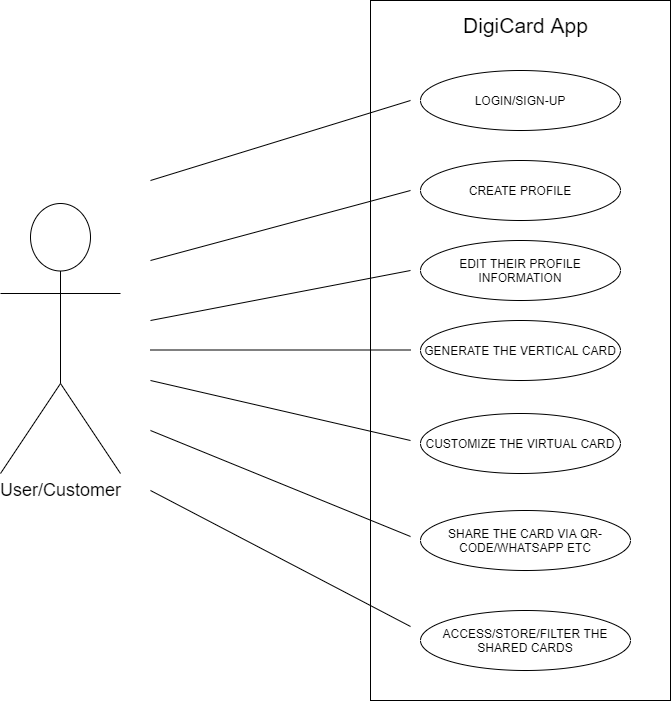 DigiCard App
LOGIN/SIGN-UP
CREATE PROFILE
EDIT THEIR PROFILE
INFORMATION
GENERATE THE VERTICAL CARD
CUSTOMIZE THE VIRTUAL CARD
User/Customer
SHARE THE CARD VIA QR-
CODE/WHATSAPP ETC
ACCESS/STORE/FILTER THE
SHARED CARDS